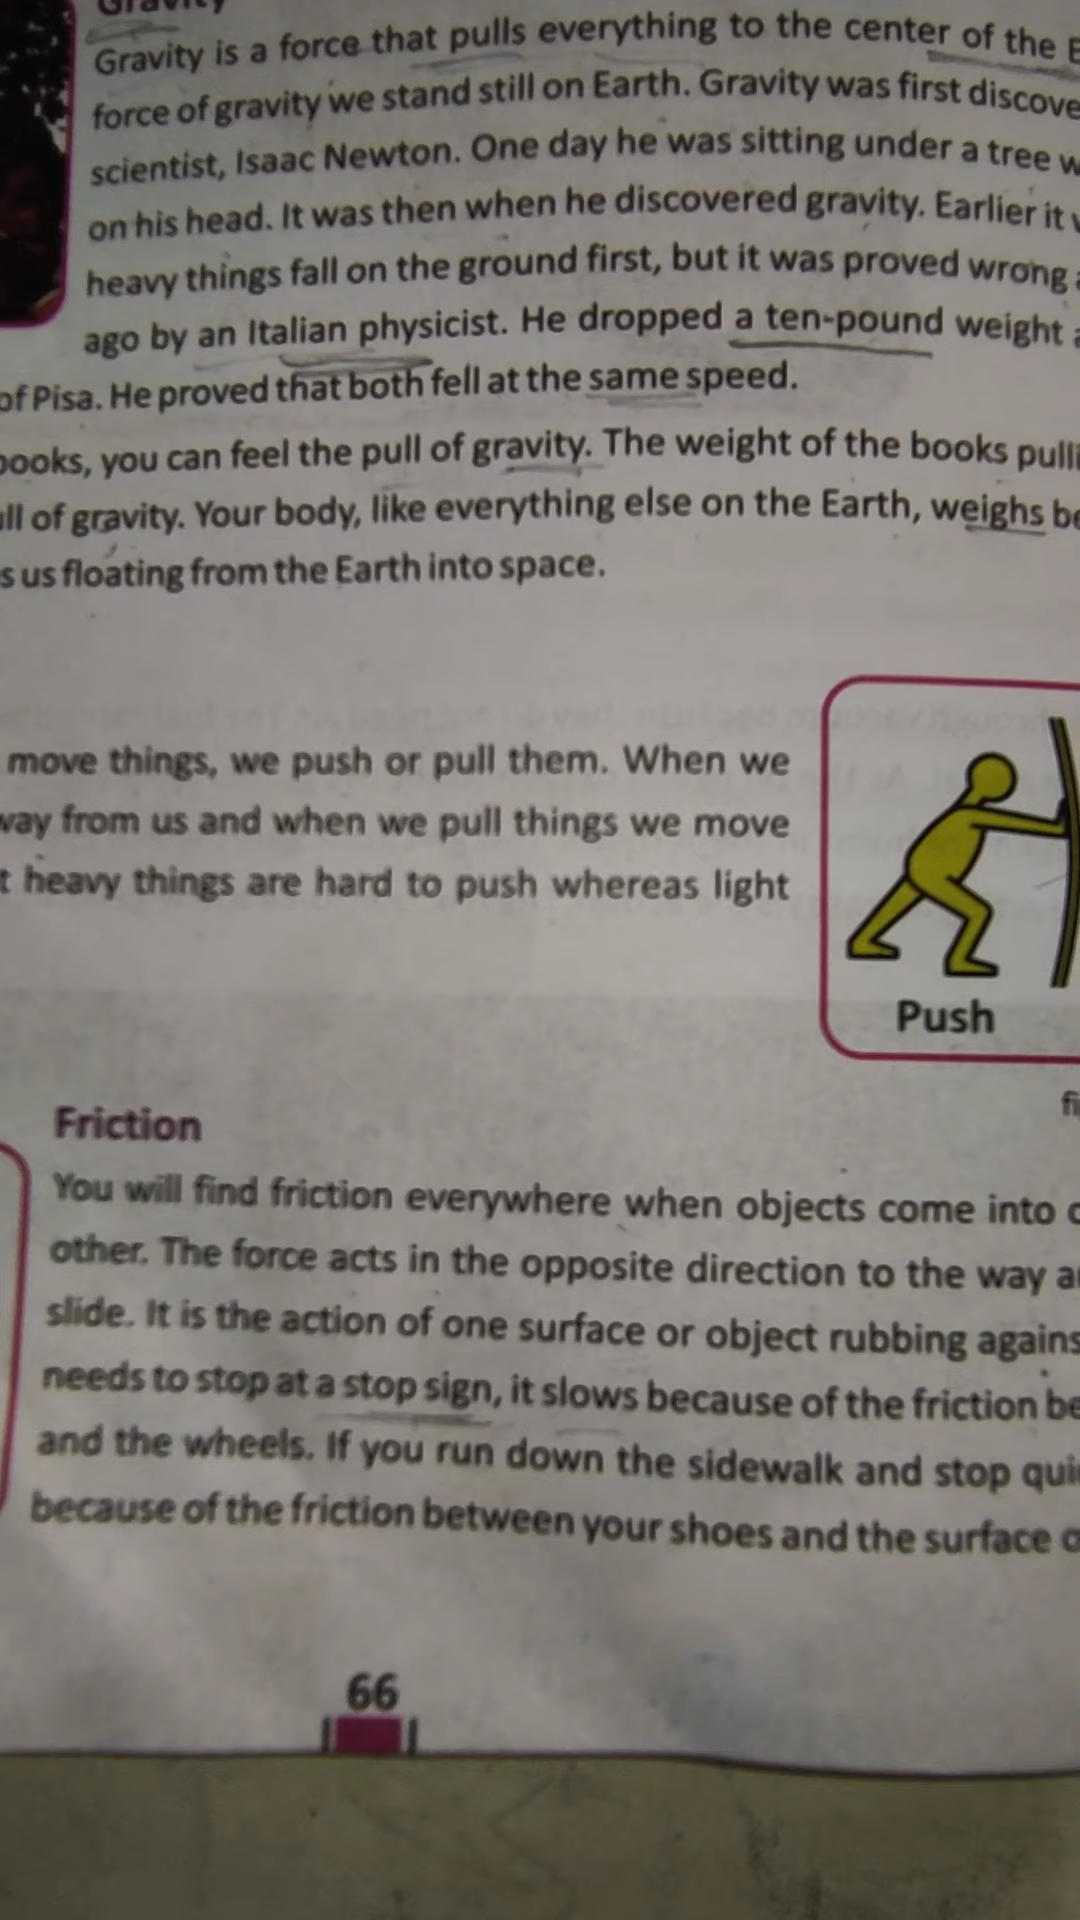 Gravity
Gravity is a force that pulls everything to the center of the
force of gravity we stand still on Earth. Gravity was first
scientist, Isaac Newton. One day he was sitting under a tree
on his head. It was then when he discovered gravity. Earlier it
heavy things fall on the ground first, but it was proved wrong
ago by an Italian physicist. He dropped a ten-pound weight
of Pisa. He proved that both fell at the same speed.
books, you can feel the pull of gravity. The weight of the books
of gravity. Your body, like everything else on the Earth, weighs
us floating from the Earth into space.
move things, we push or pull them. When we
from us and when we pull things we move
heavy things are hard to push whereas light
Push
Friction
You will find friction everywhere when objects come into
other. The force acts in the opposite direction to the way
slide. It is the action of one surface or object rubbing
needs to stop at a stop sign, it slows because of the friction
and the wheels. If you run down the sidewalk and stop
because of the friction between your shoes and the surface
66